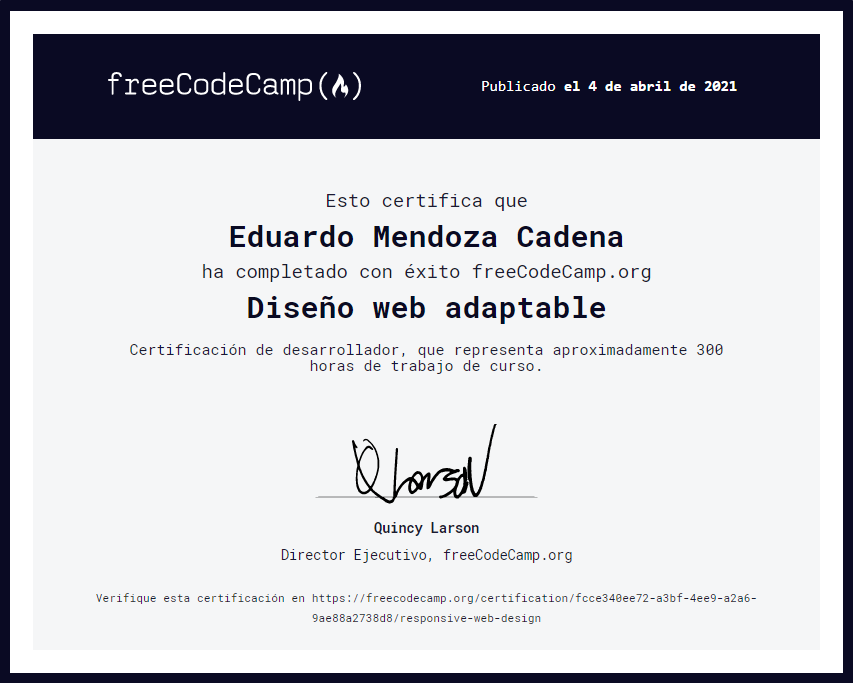 freeCodeCamp(🔥)
Publicado el 4 de abril de 2021
Esto certifica que
Eduardo Mendoza Cadena
ha completado con éxito freeCodeCamp.org
Diseño web adaptable
Certificación de desarrollador, que representa aproximadamente 300
horas de trabajo de curso.
Q Larson
Quincy Larson
Director Ejecutivo, freeCodeCamp.org
Verifique esta certificación en https://freecodecamp.org/certification/fcce340ee72-a3bf-4ee9-a2a6-
9ae88a2738d8/responsive-web-design